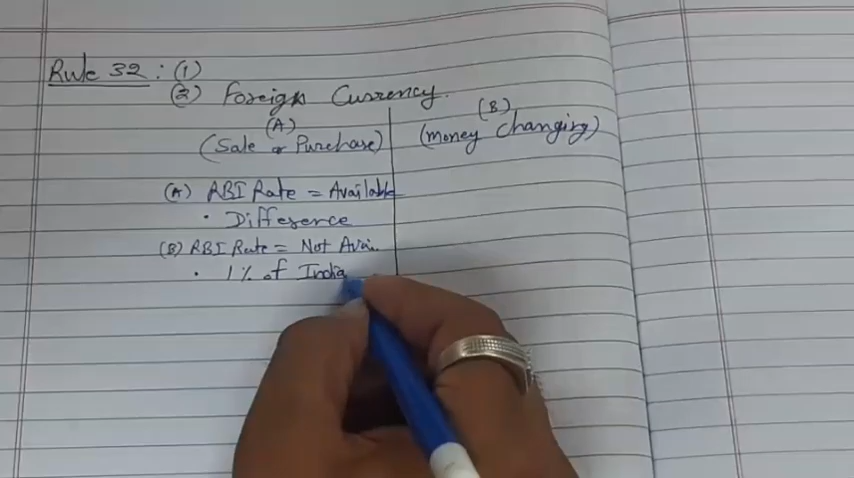 Rule 32 : (1)
(2) Foreign Currency.
(A)
(Sale or Purchase)
(B)
(money Changing)
(A) RBI Rate = Available
• Difference
(B) RBI Rate = Not Avai.
• 1% of India